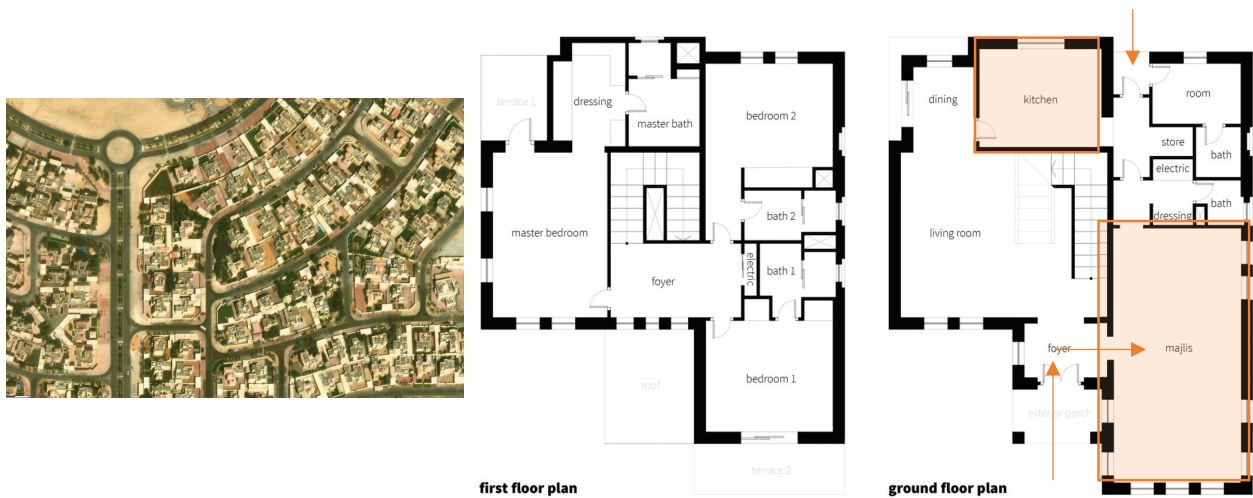 terrace 1
dressing
master bath
bedroom 2
master bedroom
bath 2
foyer
electric
bath 1
roof
bedroom 1
terrace 2
first floor plan
dining
kitchen
room
store
electric
bath
dressing
bath
living room
foyer
majlis
exterior porch
ground floor plan